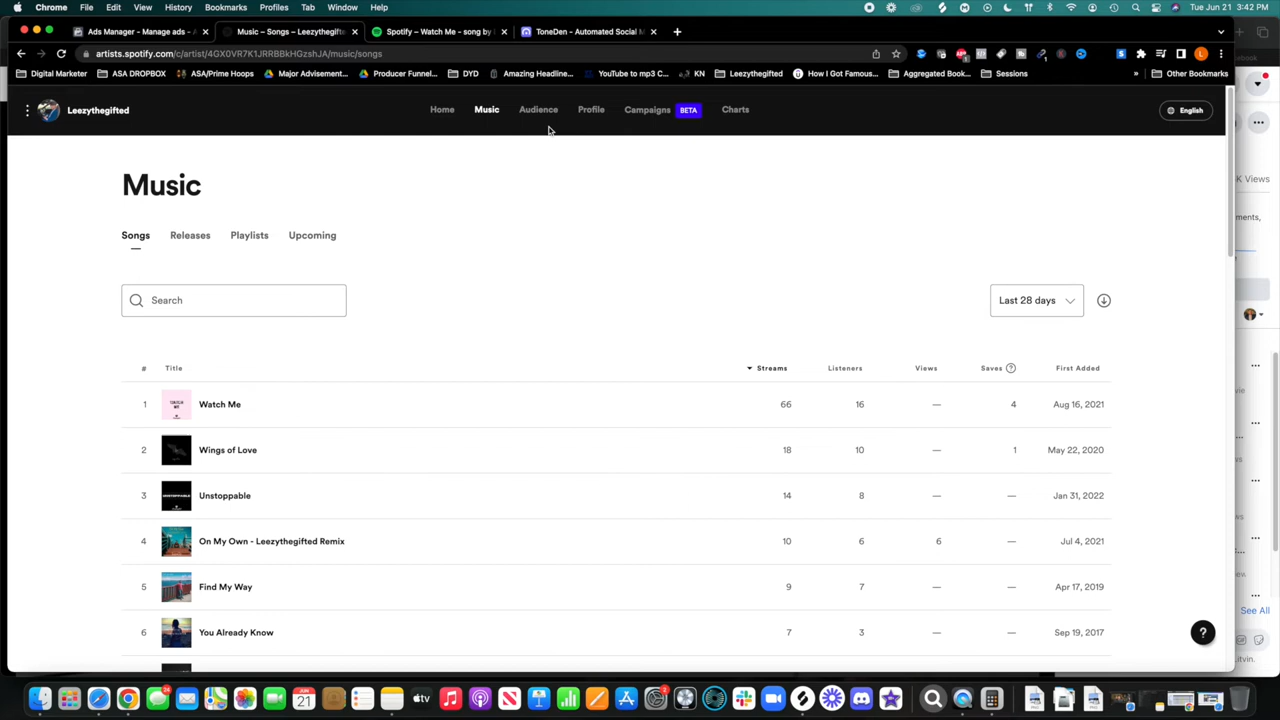 Chrome File Edit View History Bookmarks Profiles Tab Window Help Tue Jun 21 3:42 PM
Ads Manager - Manage ads - Music – Songs – Leezythegifted Spotify – Watch Me - song by ToneDen - Automated Social M
artists.spotify.com/c/artist/4GX0VR7K1JRRBBkHGzshJA/music/songs
Digital Marketer ASA DROPBOX ASA/Prime Hoops Major Advisement... Producer Funnel... DYD Amazing Headline... YouTube to mp3 C... KN Leezythegifted How I Got Famous... Aggregated Book... Sessions » Other Bookmarks
Leezythegifted Home Music Audience Profile Campaigns BETA Charts English
Music
Songs Releases Playlists Upcoming
Search Last 28 days
# Title Streams Listeners Views Saves ? First Added
1 Watch Me 66 16 — 4 Aug 16, 2021
2 Wings of Love 18 10 — 1 May 22, 2020
3 Unstoppable 14 8 — — Jan 31, 2022
4 On My Own - Leezythegifted Remix 10 6 6 — Jul 4, 2021
5 Find My Way 9 7 — — Apr 17, 2019
6 You Already Know 7 3 — — Sep 19, 2017
?
K Views
See All